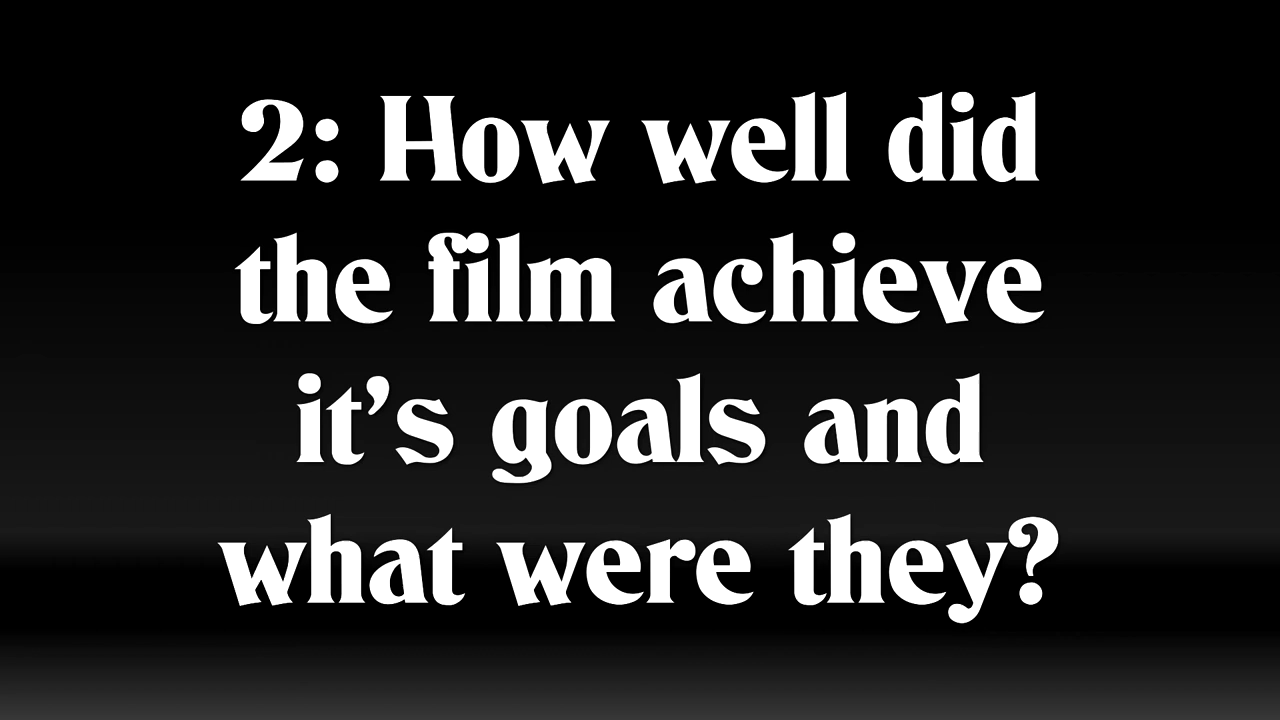 2: How well did
the film achieve
it’s goals and
what were they?